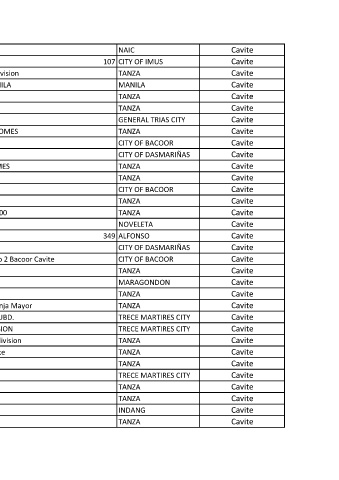 NAIC Cavite
107 CITY OF IMUS Cavite
vision TANZA Cavite
ILA MANILA Cavite
TANZA Cavite
TANZA Cavite
GENERAL TRIAS CITY Cavite
OMES TANZA Cavite
CITY OF BACOOR Cavite
CITY OF DASMARIÑAS Cavite
MES TANZA Cavite
TANZA Cavite
CITY OF BACOOR Cavite
TANZA Cavite
00 TANZA Cavite
NOVELETA Cavite
349 ALFONSO Cavite
CITY OF DASMARIÑAS Cavite
o 2 Bacoor Cavite CITY OF BACOOR Cavite
TANZA Cavite
MARAGONDON Cavite
TANZA Cavite
nja Mayor TANZA Cavite
UBD. TRECE MARTIRES CITY Cavite
SION TRECE MARTIRES CITY Cavite
ivision TANZA Cavite
te TANZA Cavite
TANZA Cavite
TRECE MARTIRES CITY Cavite
TANZA Cavite
TANZA Cavite
INDANG Cavite
TANZA Cavite